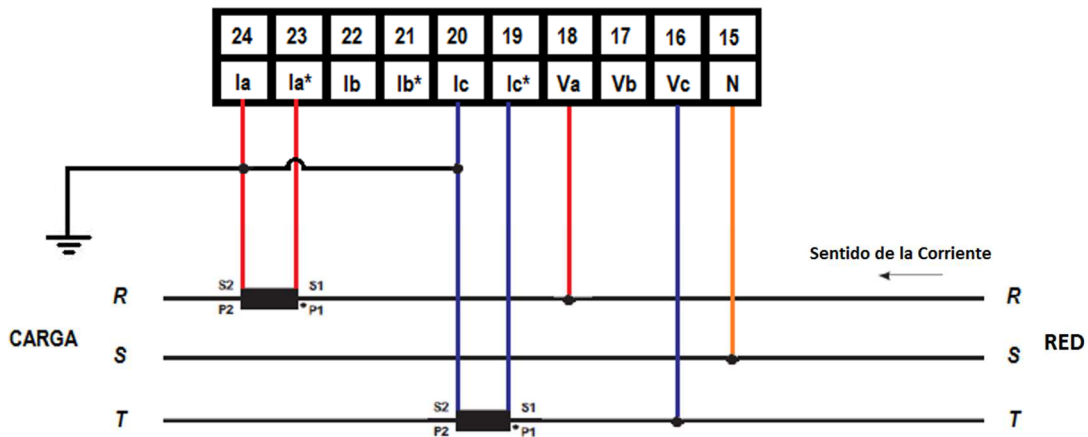 24 23 22 21 20 19 18 17 16 15
Ia Ia* Ib Ib* Ic Ic* Va Vb Vc N
Sentido de la Corriente
S2 S1
R R
P2 *P1
CARGA RED
S S
S2 S1
T T
P2 *P1